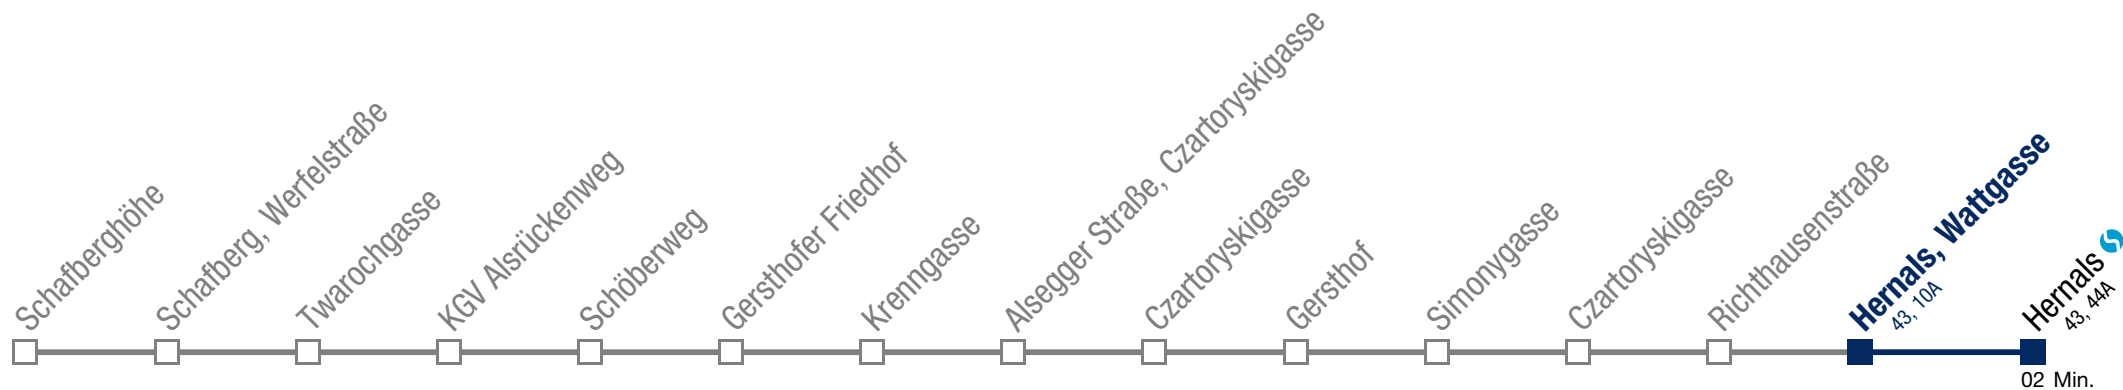 Schafberghöhe
Schafberg, Werfelstraße
Twarochgasse
KGV Alsrückenweg
Schöberweg
Gersthofer Friedhof
Krenngasse
Alsegger Straße, Czartoryskigasse
Czartoryskigasse
Gersthof
Simonygasse
Czartoryskigasse
Richthausenstraße
Hernals, Wattgasse
43, 10A
Hernals
43, 44A
02 Min.